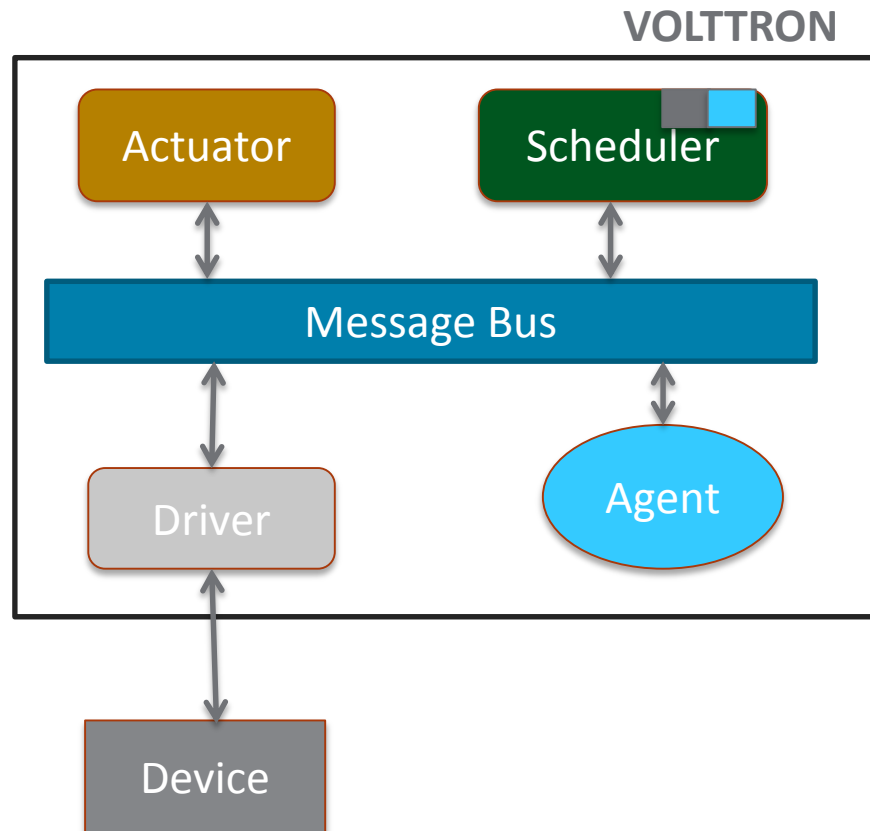 VOLTTRON
Actuator
Scheduler
Message Bus
Driver
Agent
Device